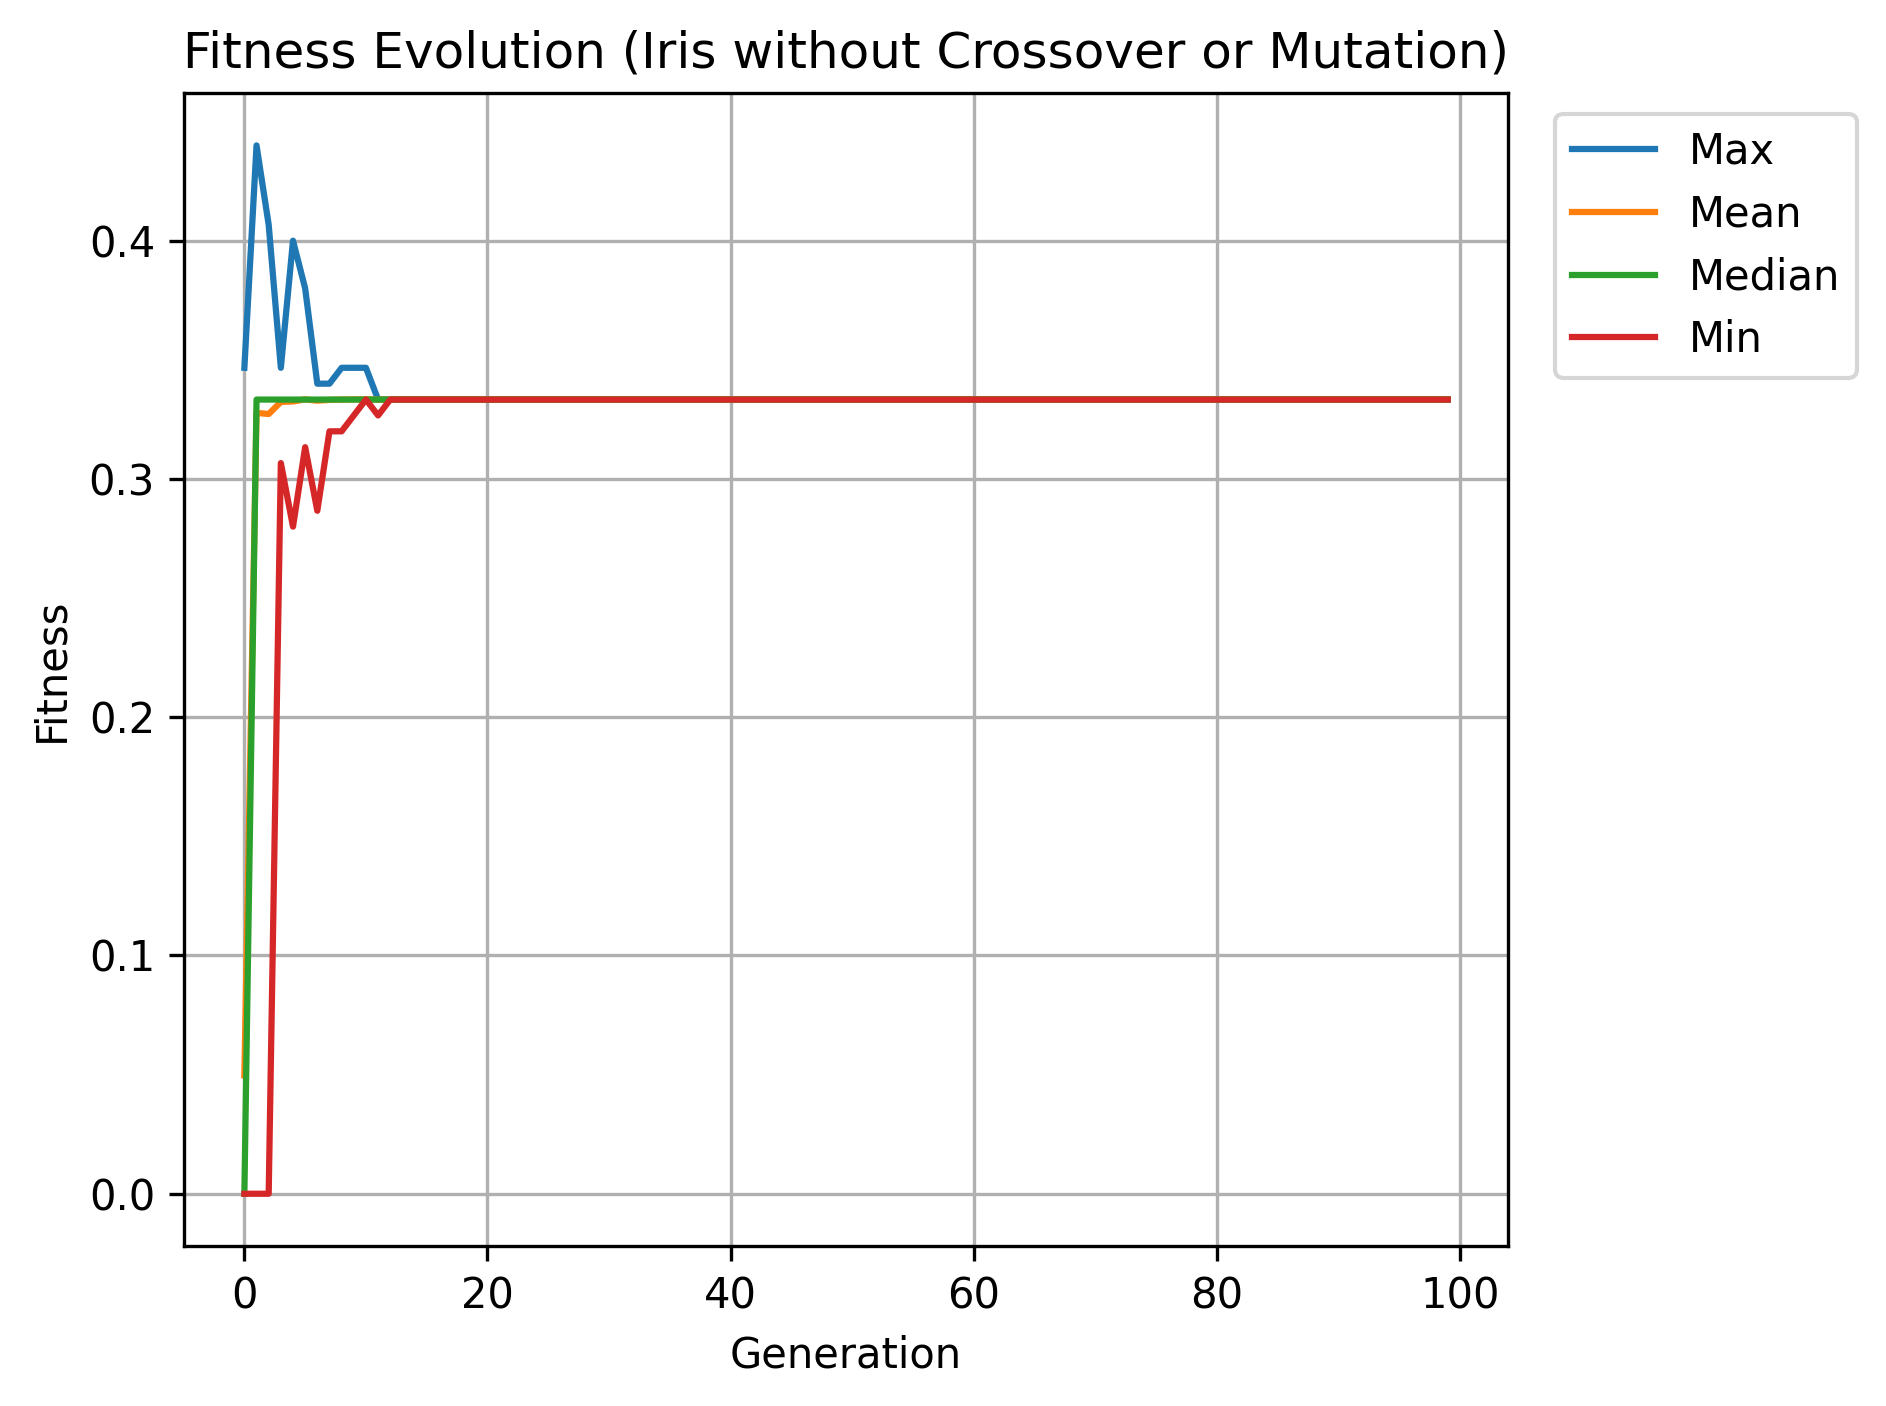 Fitness Evolution (Iris without Crossover or Mutation)
Max
Mean
Median
Min
0.4
0.3
0.2
0.1
0.0
Fitness
0 20 40 60 80 100
Generation